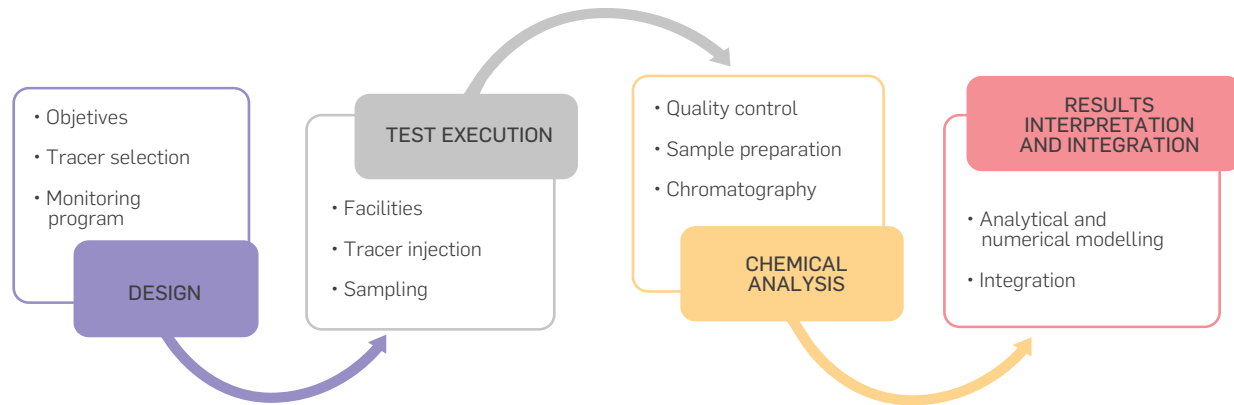 • Objetives
• Tracer selection
• Monitoring
program
DESIGN
TEST EXECUTION
• Facilities
• Tracer injection
• Sampling
• Quality control
• Sample preparation
• Chromatography
CHEMICAL
ANALYSIS
RESULTS
INTERPRETATION
AND INTEGRATION
• Analytical and
numerical modelling
• Integration